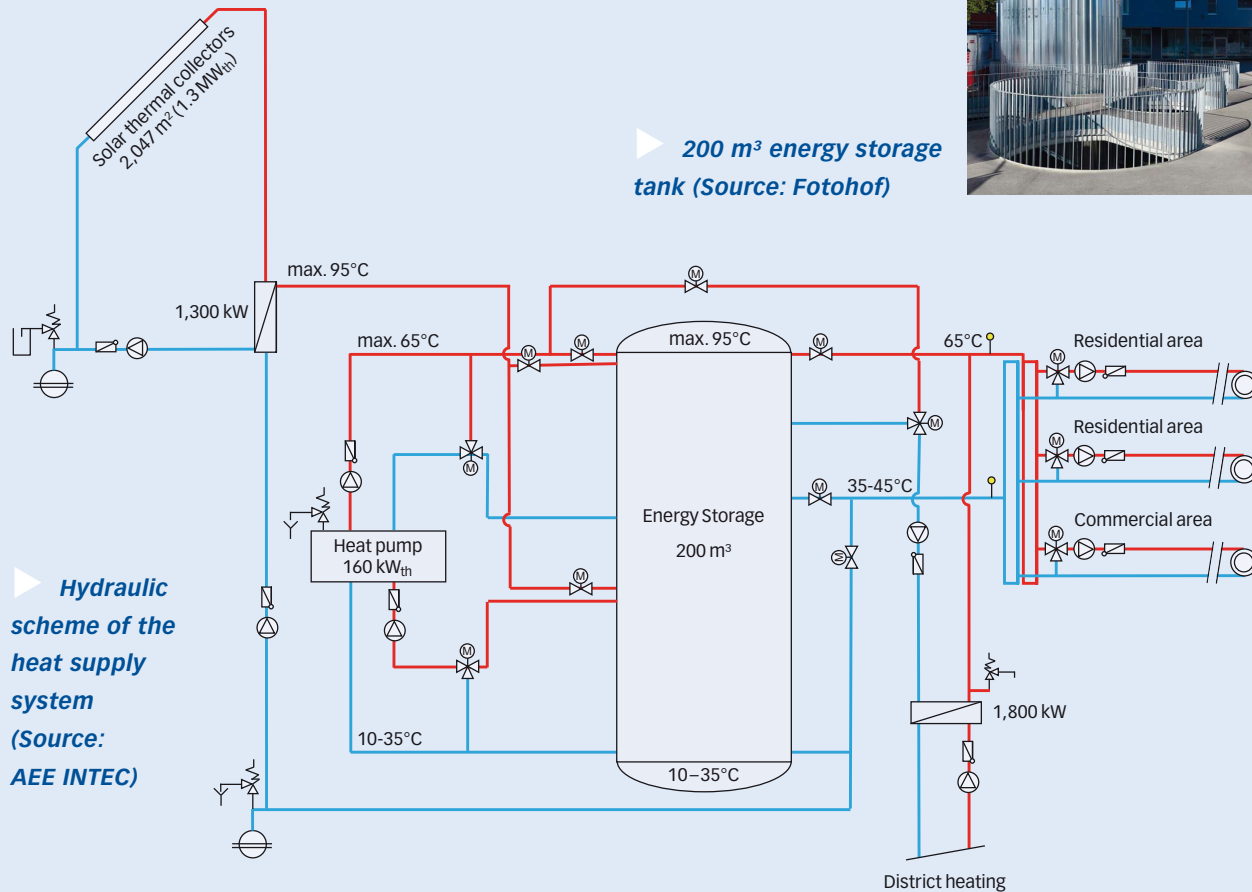 Solar thermal collectors
2,047 m² (1.3 MWth)
200 m³ energy storage
tank (Source: Fotohof)
max. 95°C
1,300 kW
max. 65°C
M
M
M
max. 95°C
M
65°C
M
Residential area
M
M
M
Residential area
35-45°C
M
Energy Storage
200 m³
M
M
Commercial area
Heat pump
160 kWth
M
M
Hydraulic
scheme of the
heat supply
system
(Source:
AEE INTEC)
1,800 kW
10-35°C
10–35°C
District heating